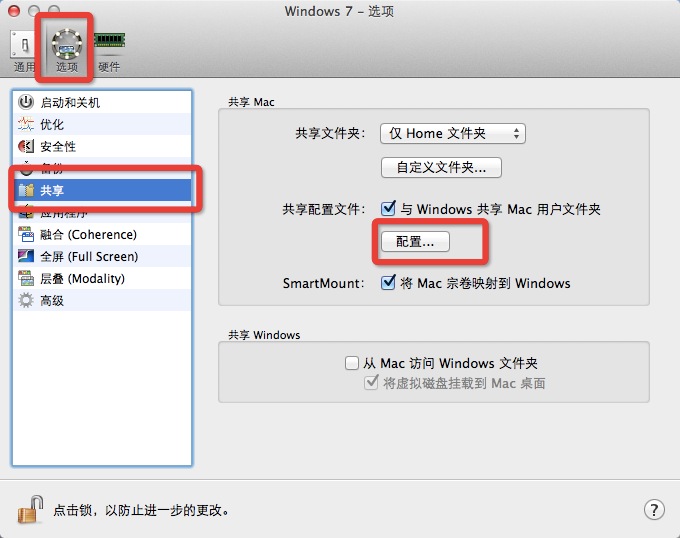 Windows 7 – 选项
通用 选项 硬件
启动和关机
优化
安全性
备份
共享
应用程序
融合 (Coherence)
全屏 (Full Screen)
层叠 (Modality)
高级
共享 Mac
共享文件夹： 仅 Home 文件夹
自定义文件夹...
共享配置文件： 与 Windows 共享 Mac 用户文件夹
配置...
SmartMount： 将 Mac 宗卷映射到 Windows
共享 Windows
从 Mac 访问 Windows 文件夹
将虚拟磁盘挂载到 Mac 桌面
点击锁，以防止进一步的更改。
?